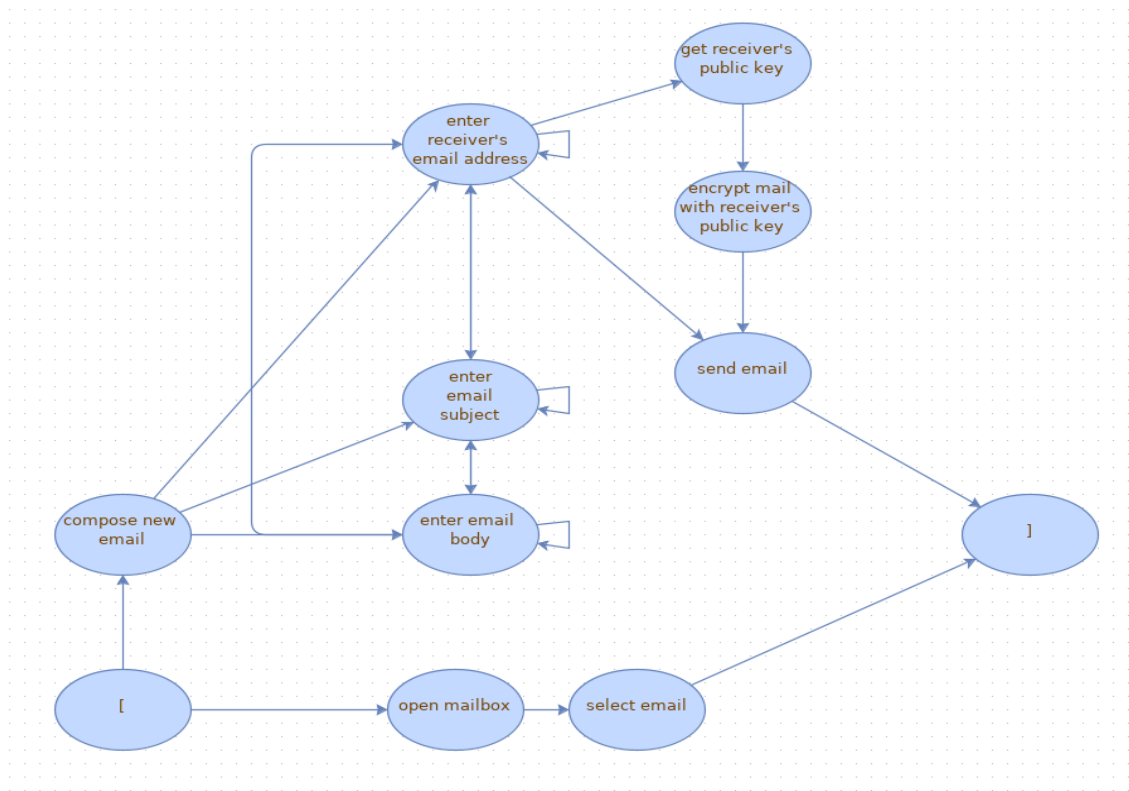 get receiver's
public key
enter
receiver's
email address
encrypt mail
with receiver's
public key
send email
enter
email
subject
compose new
email
enter email
body
]
[
open mailbox
select email